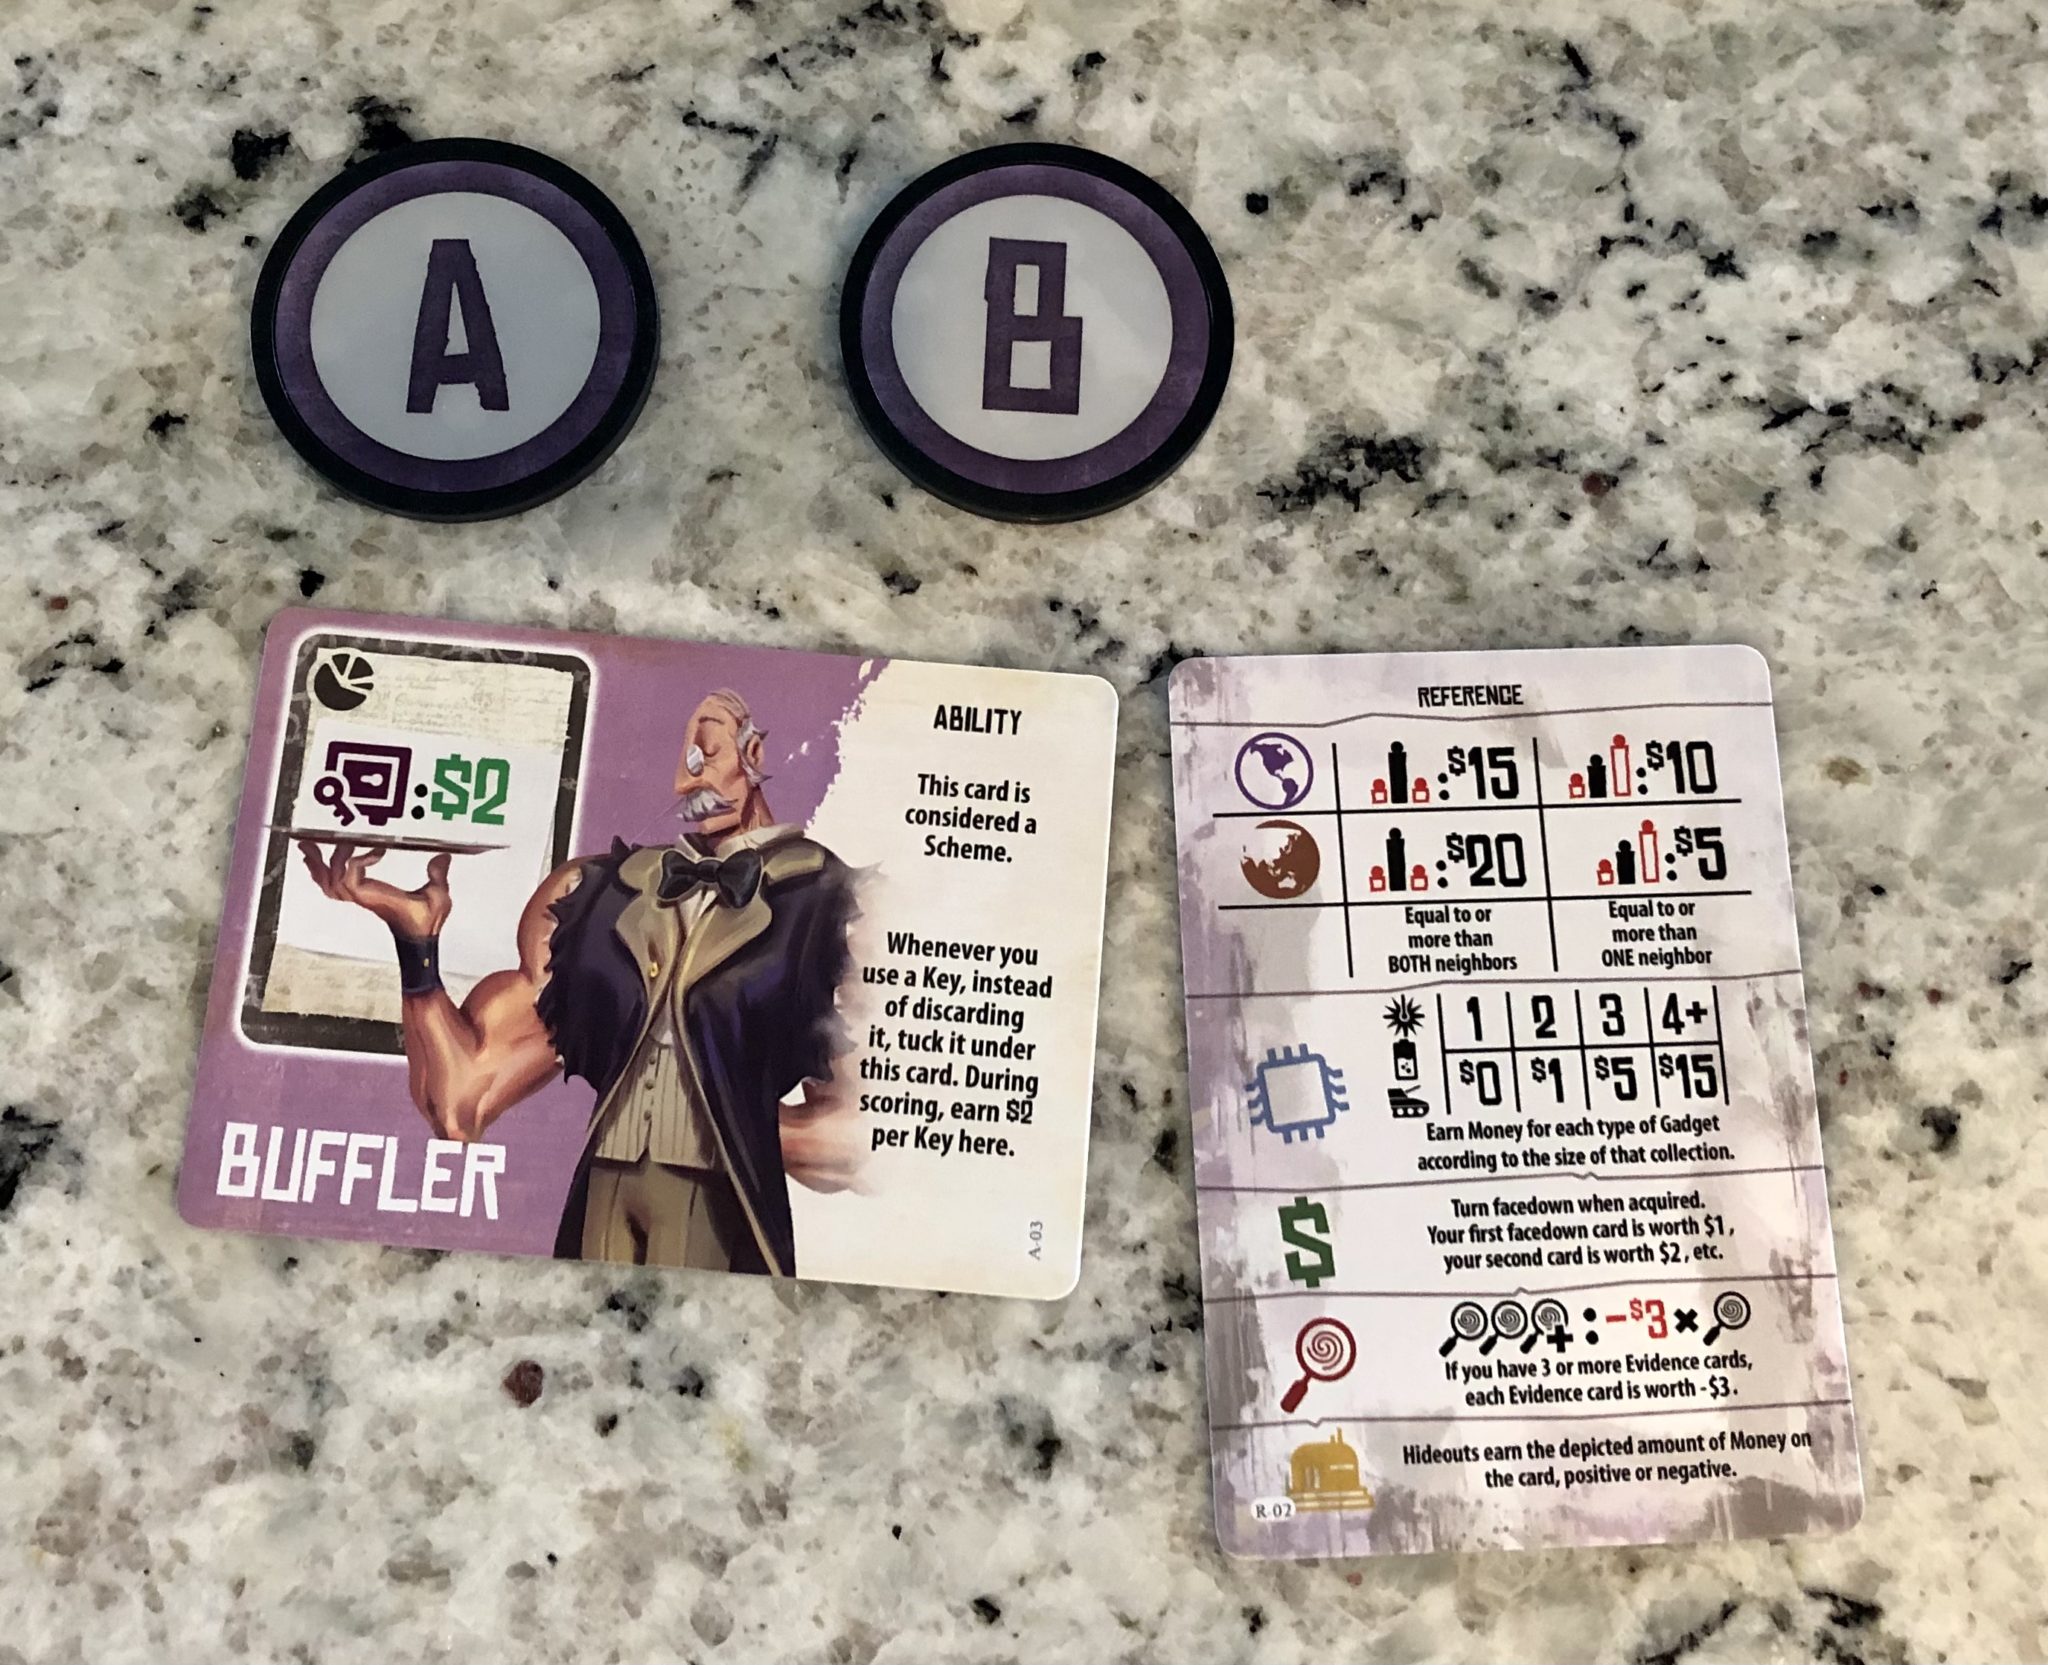 A
B
:$2
BUFFLER
ABILITY
This card is
considered a
Scheme.
Whenever you
use a Key, instead
of discarding
it, tuck it under
this card. During
scoring, earn $2
per Key here.
A-03
REFERENCE
:$15 :$10
:$20 :$5
Equal to or
more than
BOTH neighbors
Equal to or
more than
ONE neighbor
1 2 3 4+
$0 $1 $5 $15
Earn Money for each type of Gadget
according to the size of that collection.
$
Turn facedown when acquired.
Your first facedown card is worth $1,
your second card is worth $2, etc.
+ : -$3 ×
If you have 3 or more Evidence cards,
each Evidence card is worth -$3.
Hideouts earn the depicted amount of Money on
the card, positive or negative.
R-02